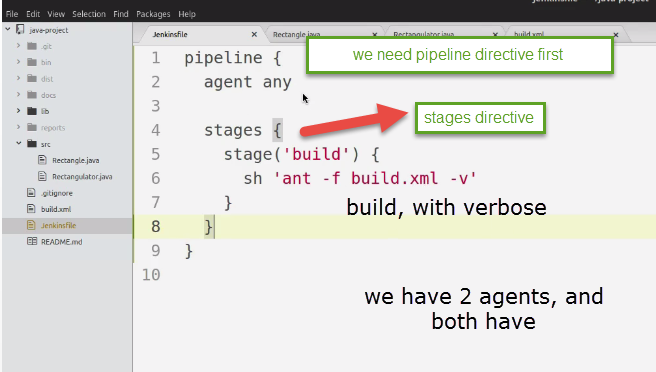 File Edit View Selection Find Packages Help
java-project
.git
bin
dist
docs
lib
reports
src
Rectangle.java
Rectangulator.java
.gitignore
build.xml
Jenkinsfile
README.md
Jenkinsfile × Rectangle.java × Rectangulator.java × build.xml ×
we need pipeline directive first
1 pipeline {
2 agent any
3
stages directive
4 stages {
5 stage('build') {
6 sh 'ant -f build.xml -v'
7 }
build, with verbose
8 }
9 }
10
we have 2 agents, and
both have